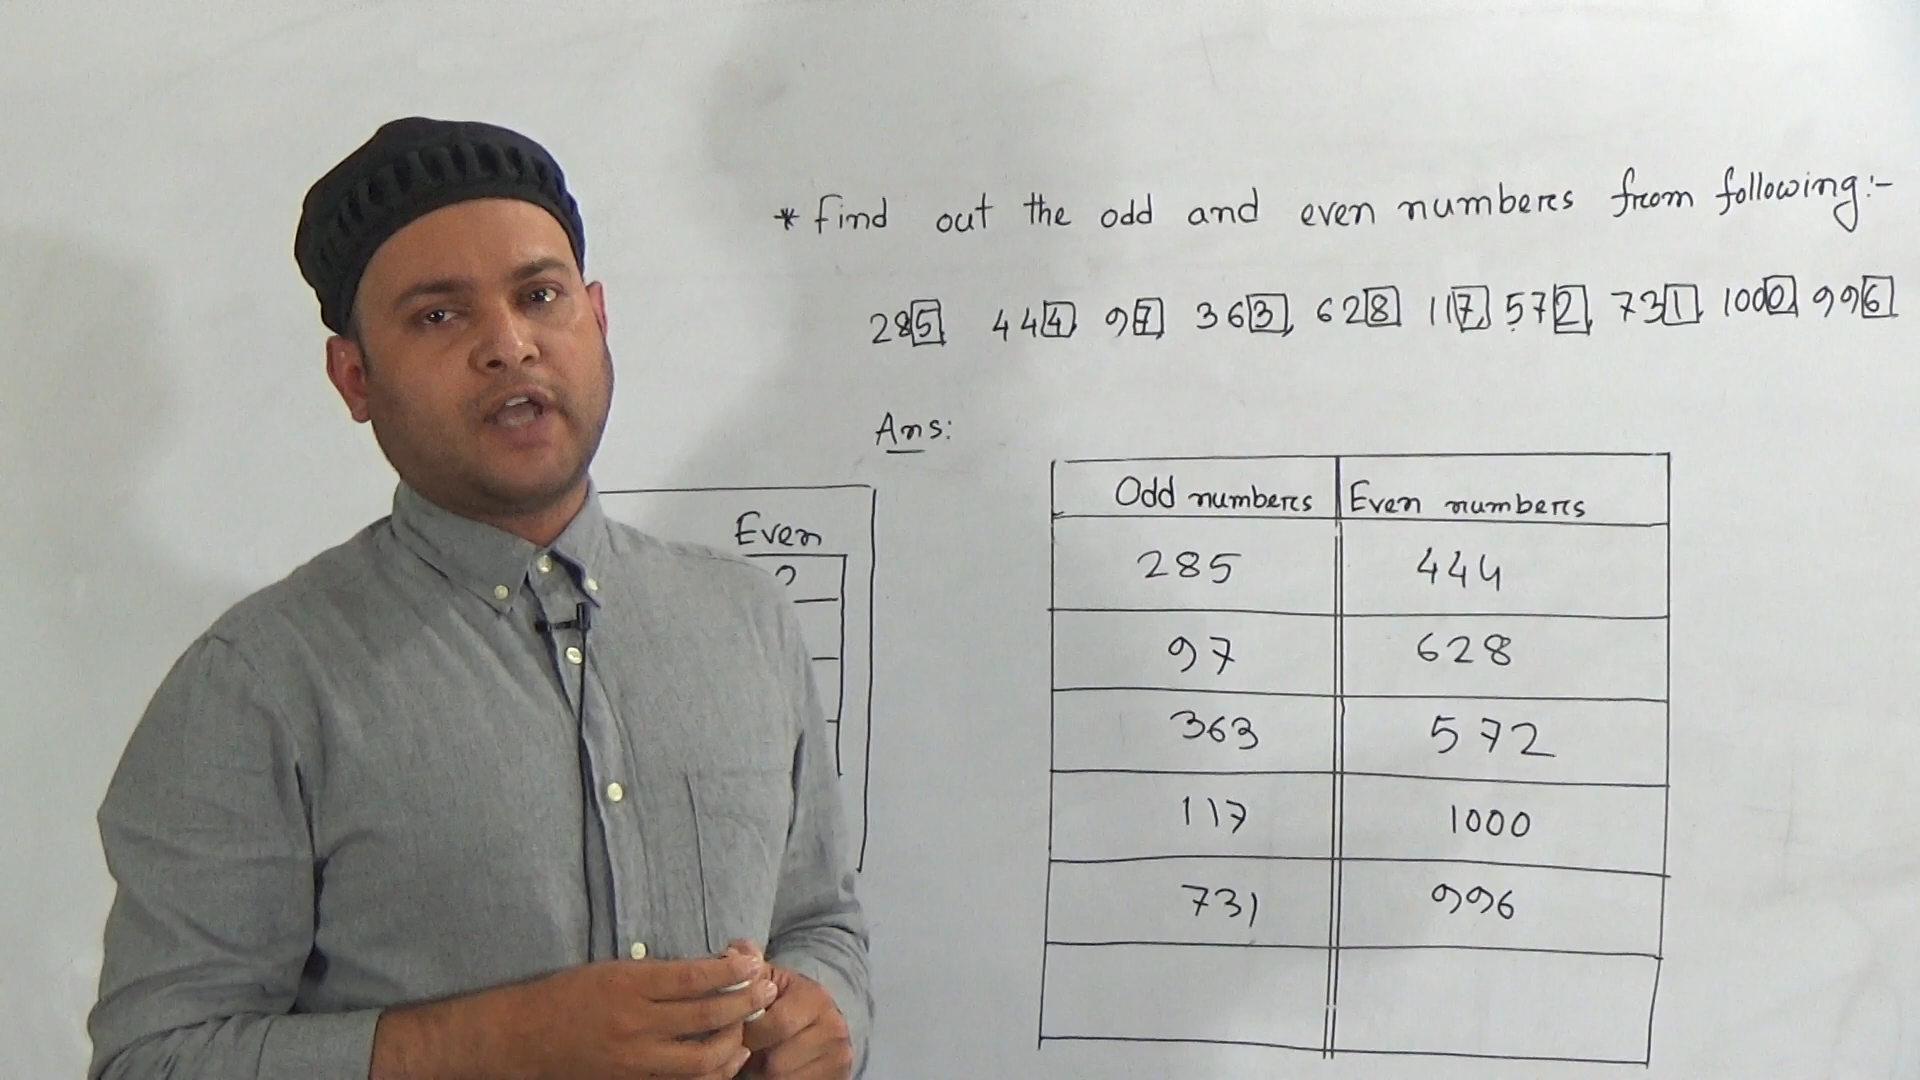 * Find out the odd and even numbers from following:-
285, 444, 97, 363, 628, 117, 572, 731, 1000, 996
Ans:
Odd numbers Even numbers
285 444
97 628
363 572
117 1000
731 996
Even